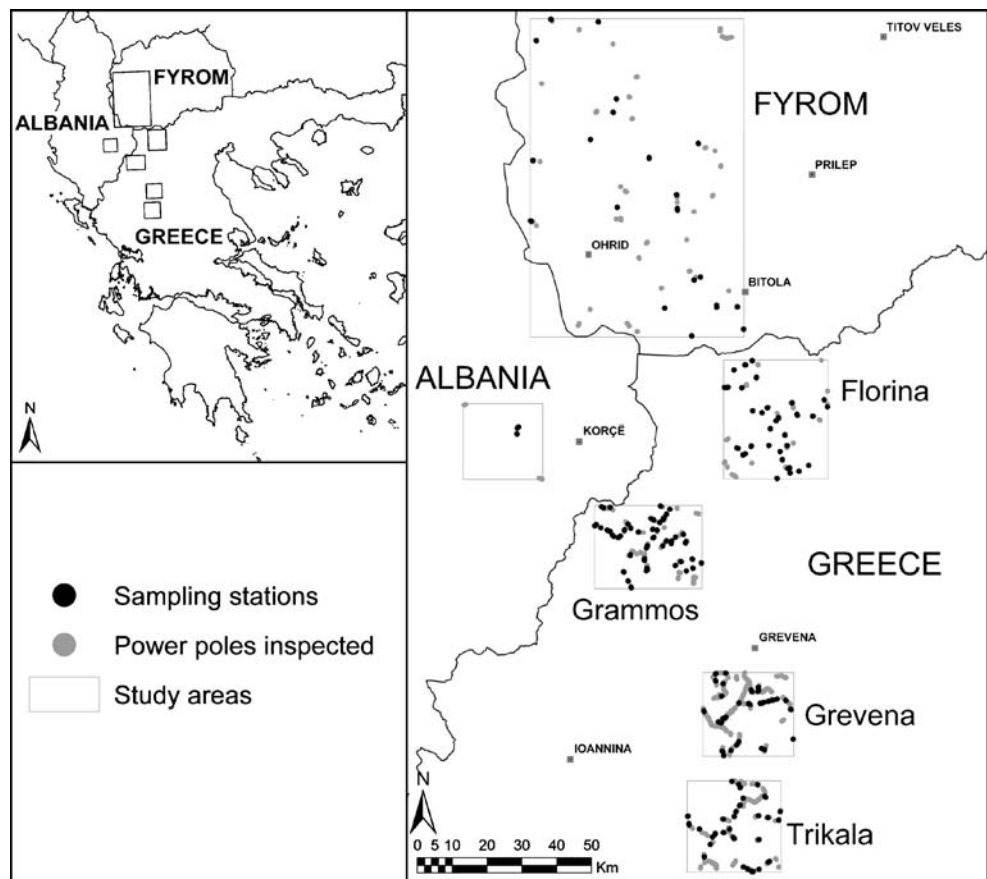 FYROM
ALBANIA
GREECE
N
Sampling stations
Power poles inspected
Study areas
TITOV VELES
FYROM
PRILEP
OHRID
BITOLA
ALBANIA
Florina
KORÇË
GREECE
Grammos
GREVENA
Grevena
IOANNINA
N
Trikala
0 5 10 20 30 40 50
Km